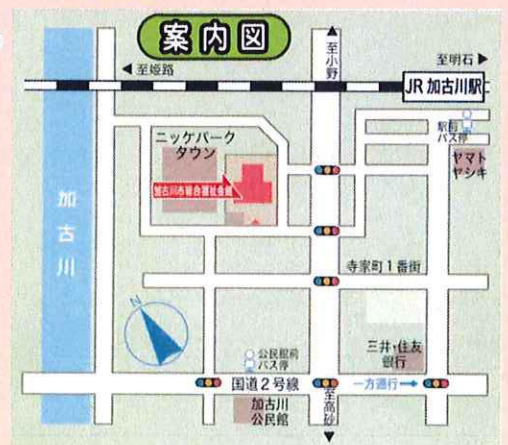 案内図
至姫路
至小野
至明石
JR 加古川駅
駅前
バス停
ニッケパーク
タウン
ヤマト
ヤシキ
加古川市総合福祉会館
加古川
寺家町1番街
N
公民館前
バス停
三井・住友
銀行
国道2号線
一方通行
加古川
公民館
至高砂